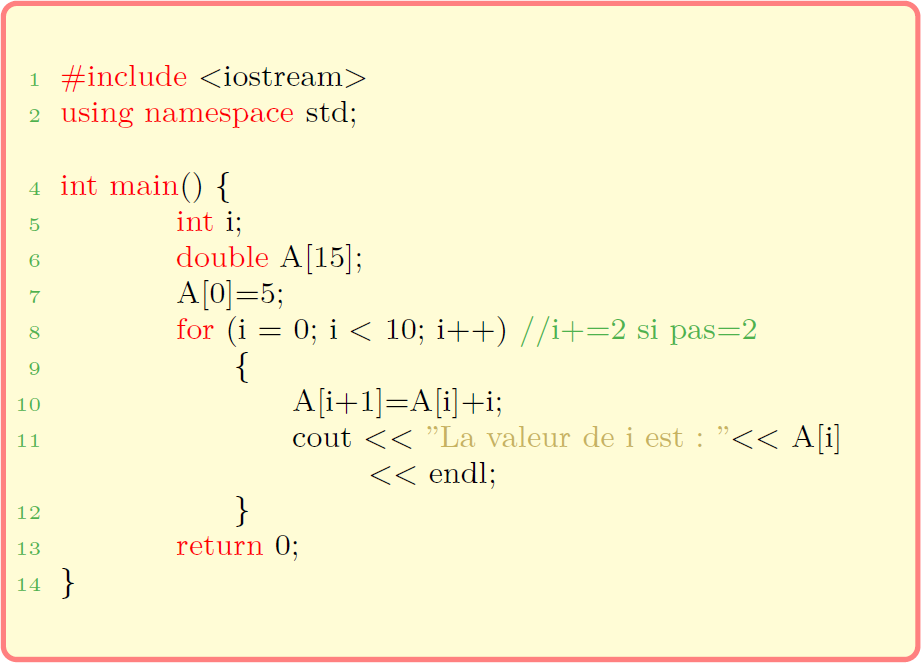 1 #include <iostream>
2 using namespace std;
4 int main() {
5 int i;
6 double A[15];
7 A[0]=5;
8 for (i = 0; i < 10; i++) //i+=2 si pas=2
9 {
10 A[i+1]=A[i]+i;
11 cout << ”La valeur de i est : ”<< A[i]
<< endl;
12 }
13 return 0;
14 }